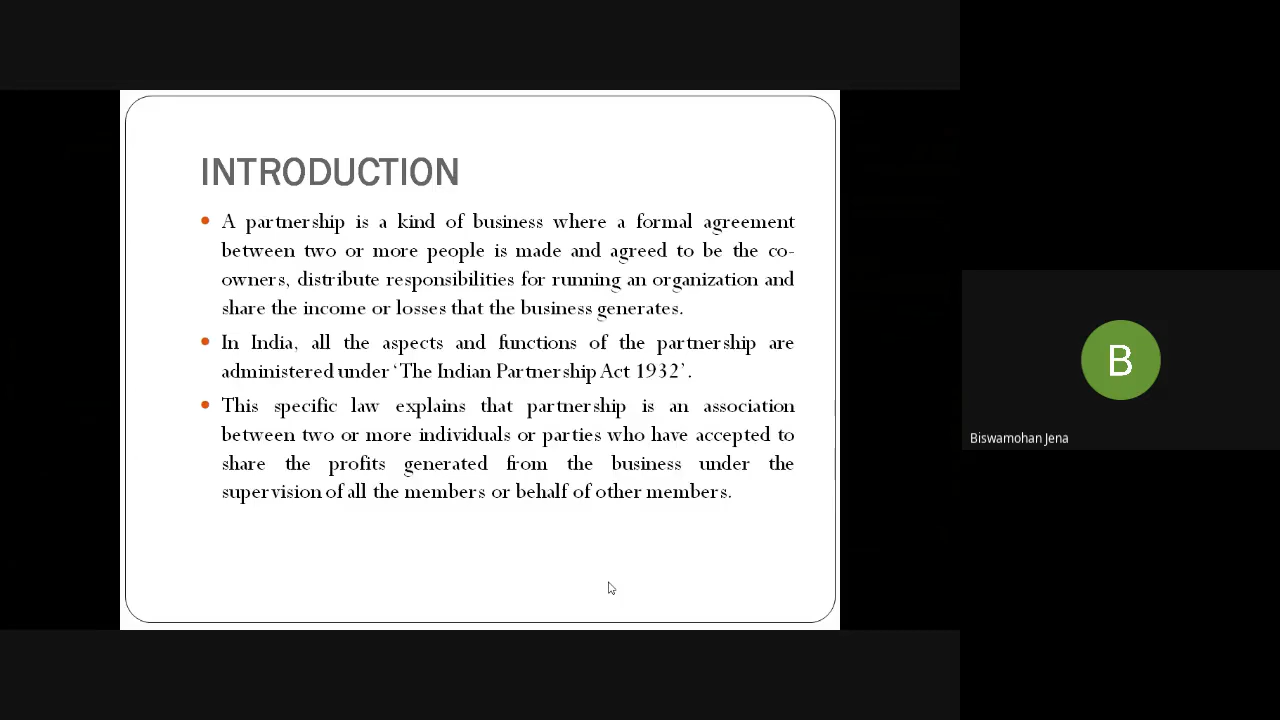 INTRODUCTION
A partnership is a kind of business where a formal agreement
between two or more people is made and agreed to be the co-
owners, distribute responsibilities for running an organization and
share the income or losses that the business generates.
In India, all the aspects and functions of the partnership are
administered under ‘The Indian Partnership Act 1932’.
This specific law explains that partnership is an association
between two or more individuals or parties who have accepted to
share the profits generated from the business under the
supervision of all the members or behalf of other members.
B
Biswamohan Jena